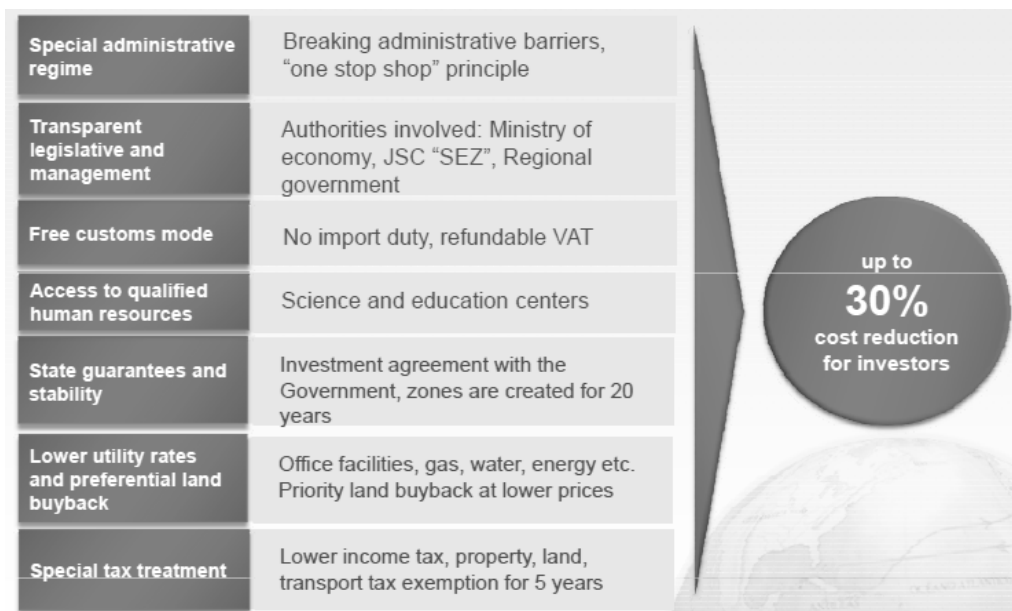 Special administrative
regime
Breaking administrative barriers,
“one stop shop” principle
Transparent
legislative and
management
Authorities involved: Ministry of
economy, JSC “SEZ”, Regional
government
Free customs mode
No import duty, refundable VAT
Access to qualified
human resources
Science and education centers
State guarantees and
stability
Investment agreement with the
Government, zones are created for 20
years
Lower utility rates
and preferential land
buyback
Office facilities, gas, water, energy etc.
Priority land buyback at lower prices
Special tax treatment
Lower income tax, property, land,
transport tax exemption for 5 years
up to
30%
cost reduction
for investors